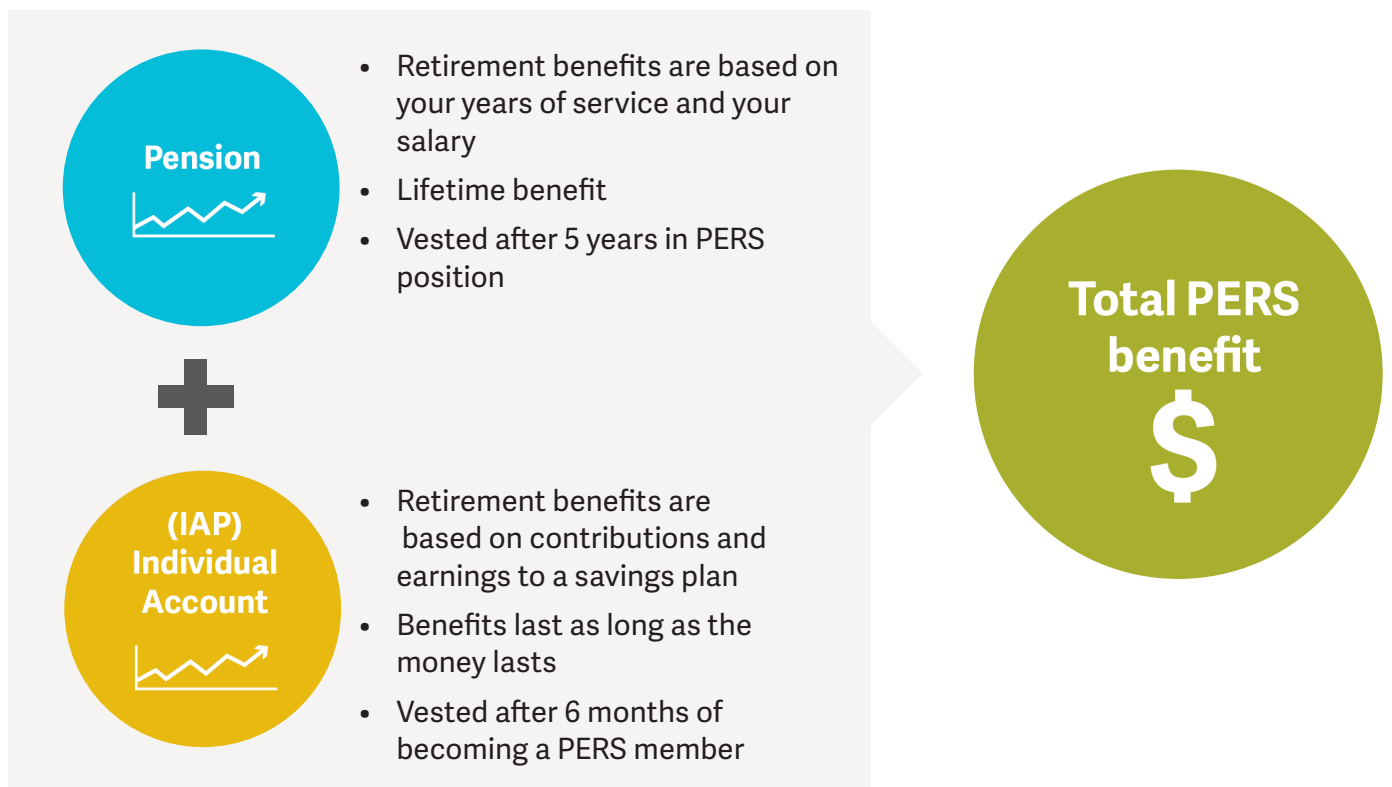 Pension
• Retirement benefits are based on
your years of service and your
salary
• Lifetime benefit
• Vested after 5 years in PERS
position
(IAP)
Individual
Account
• Retirement benefits are
based on contributions and
earnings to a savings plan
• Benefits last as long as the
money lasts
• Vested after 6 months of
becoming a PERS member
Total PERS
benefit
$